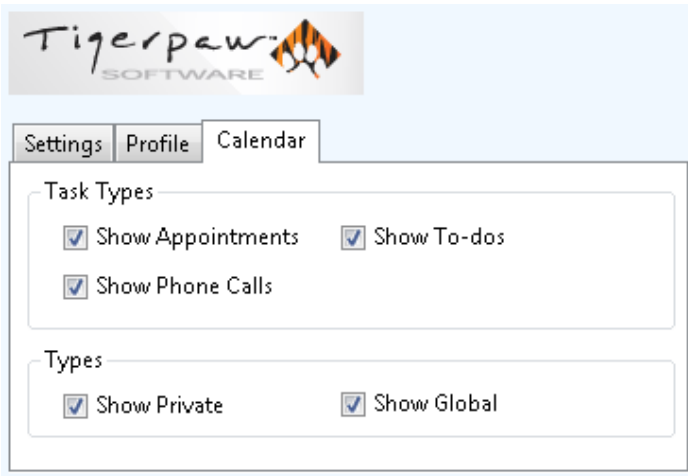 Tigerpaw
SOFTWARE
Settings Profile Calendar
Task Types
Show Appointments Show To-dos
Show Phone Calls
Types
Show Private Show Global